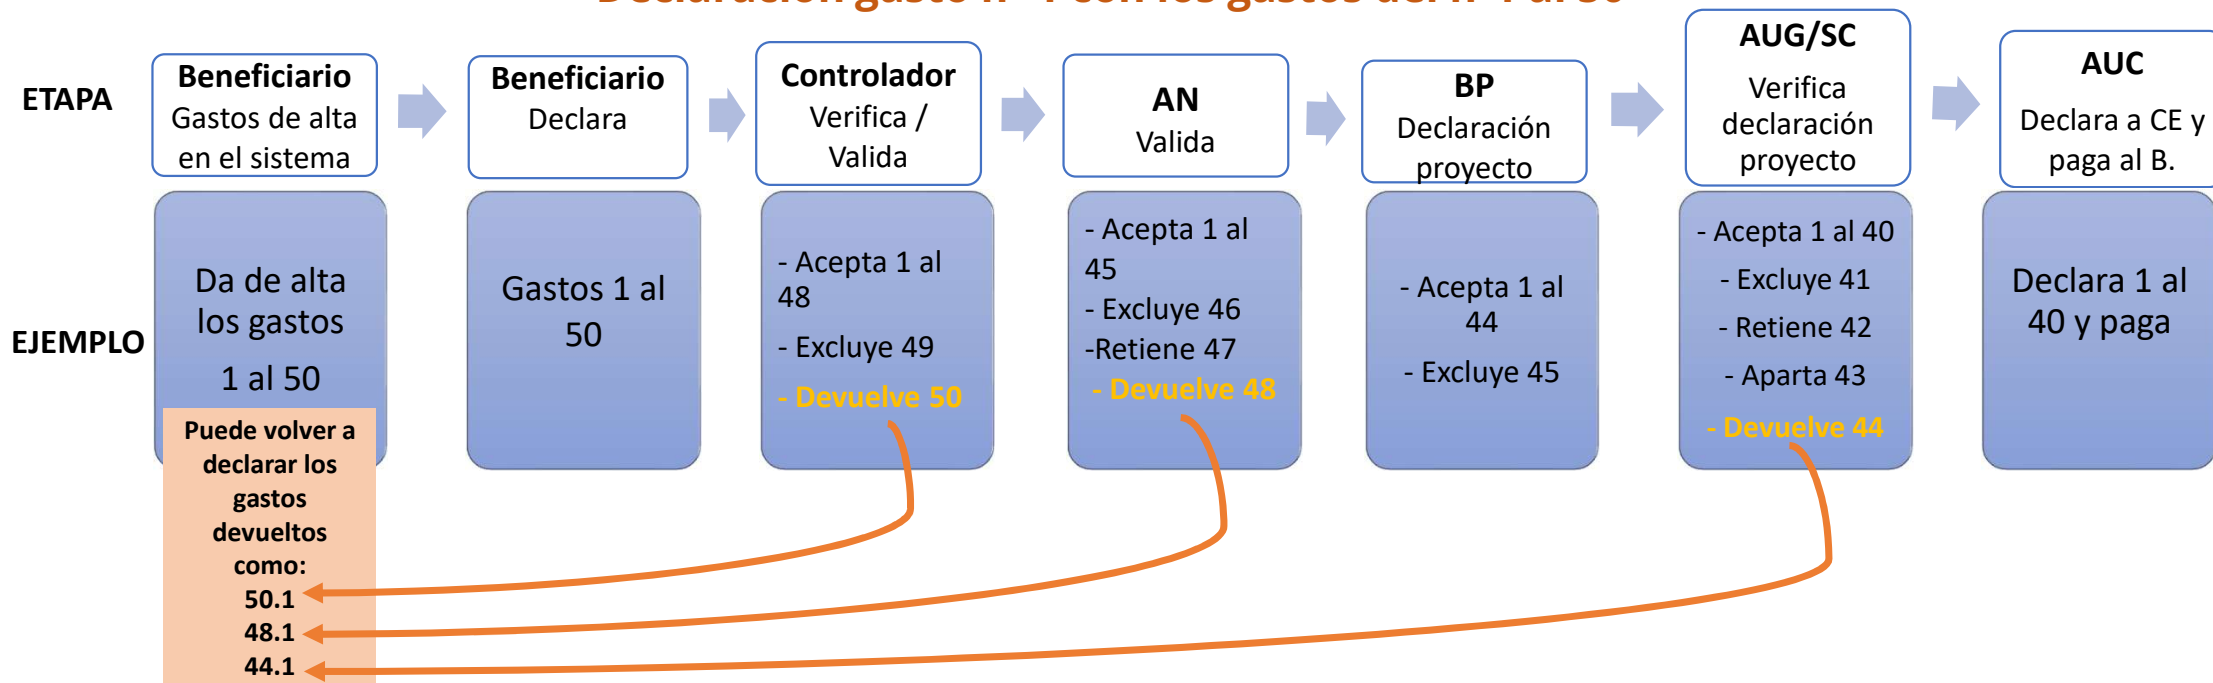 ETAPA
Beneficiario
Gastos de alta
en el sistema
Beneficiario
Declara
Controlador
Verifica /
Valida
AN
Valida
BP
Declaración
proyecto
AUG/SC
Verifica
declaración
proyecto
AUC
Declara a CE y
paga al B.
EJEMPLO
Da de alta
los gastos
1 al 50
Gastos 1 al
50
- Acepta 1 al
48
- Excluye 49
- Devuelve 50
- Acepta 1 al
45
- Excluye 46
-Retiene 47
- Devuelve 48
- Acepta 1 al
44
- Excluye 45
- Acepta 1 al 40
- Excluye 41
- Retiene 42
- Aparta 43
- Devuelve 44
Declara 1 al
40 y paga
Puede volver a
declarar los
gastos
devueltos
como:
50.1
48.1
44.1